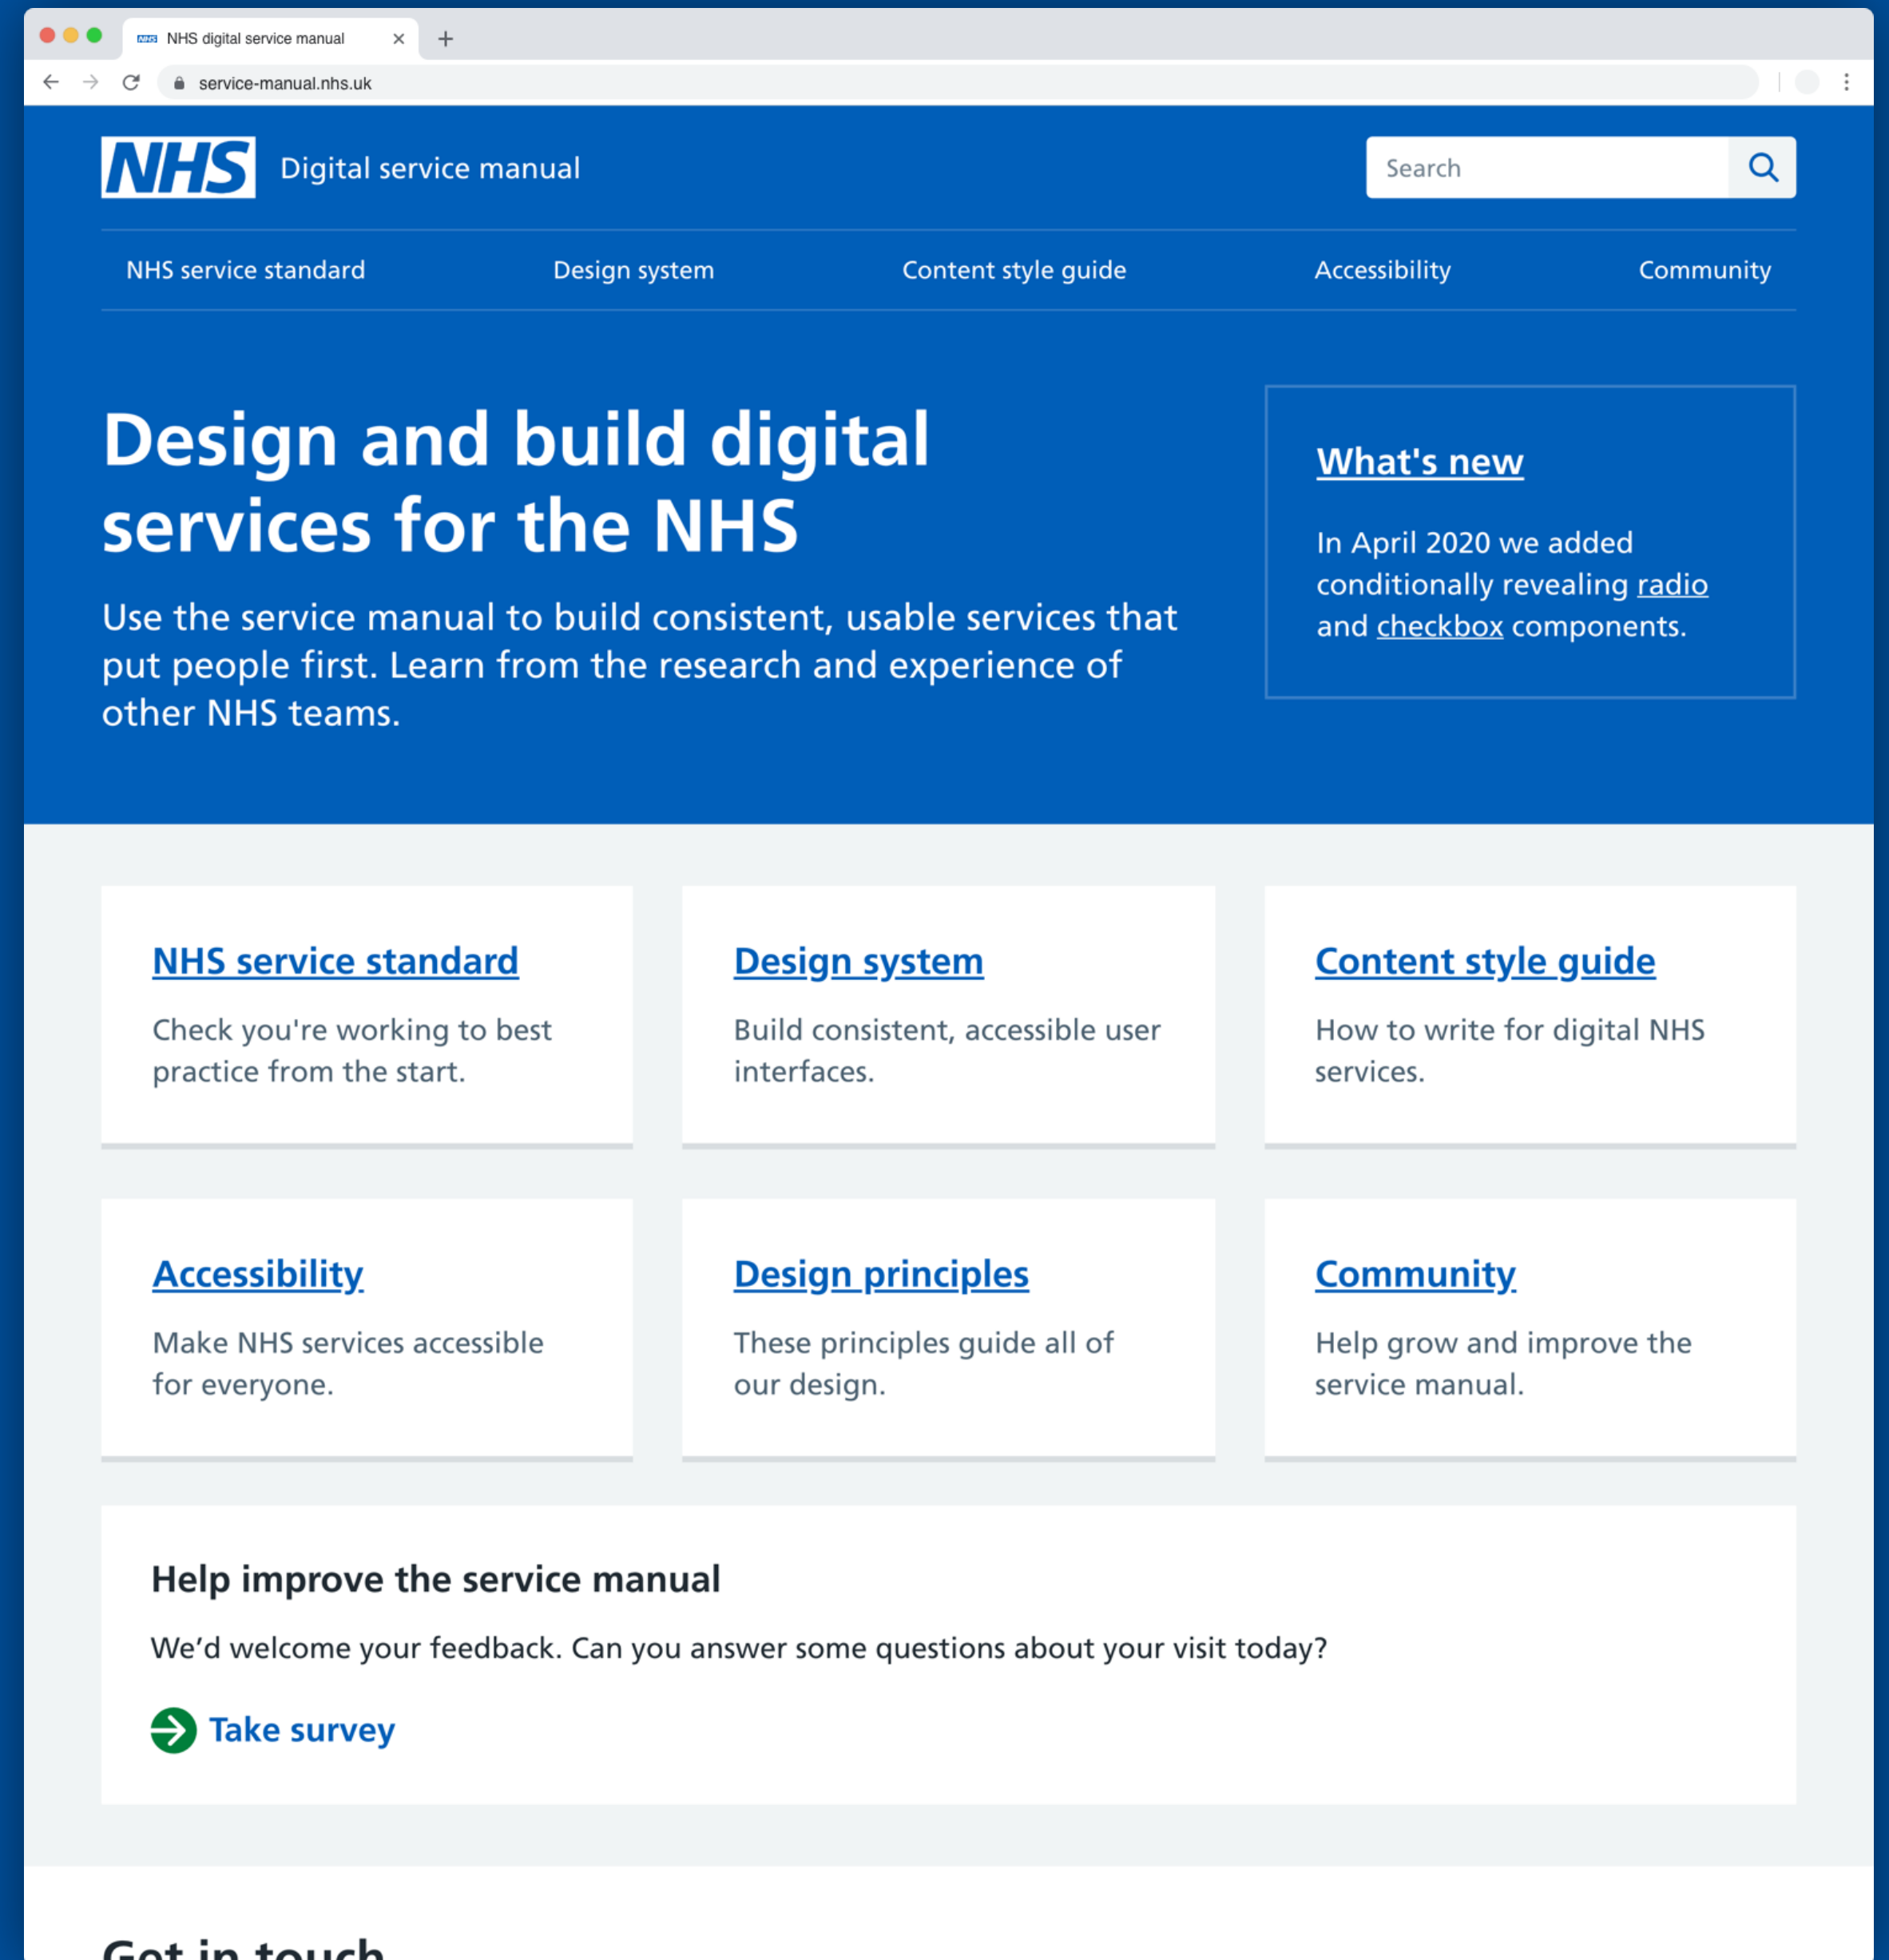 NHS NHS digital service manual
service-manual.nhs.uk
NHS Digital service manual
Search
NHS service standard Design system Content style guide Accessibility Community
Design and build digital
services for the NHS
Use the service manual to build consistent, usable services that
put people first. Learn from the research and experience of
other NHS teams.
What's new
In April 2020 we added
conditionally revealing radio
and checkbox components.
NHS service standard
Check you're working to best
practice from the start.
Design system
Build consistent, accessible user
interfaces.
Content style guide
How to write for digital NHS
services.
Accessibility
Make NHS services accessible
for everyone.
Design principles
These principles guide all of
our design.
Community
Help grow and improve the
service manual.
Help improve the service manual
We’d welcome your feedback. Can you answer some questions about your visit today?
Take survey
Get in touch